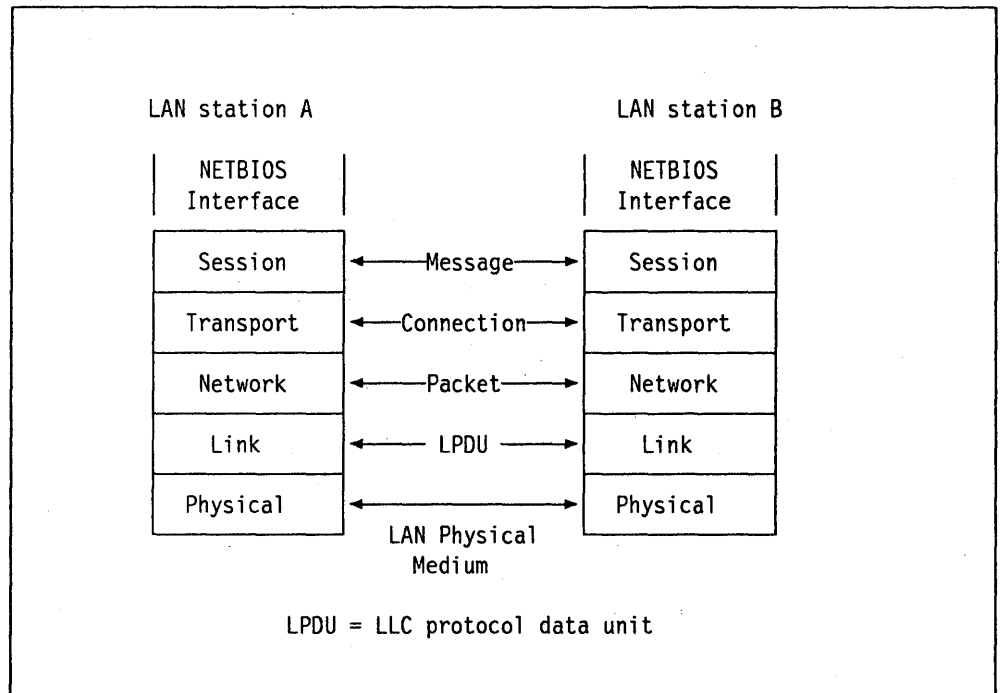 LAN station A LAN station B
NETBIOS Interface NETBIOS Interface
Session Message Session
Transport Connection Transport
Network Packet Network
Link LPDU Link
Physical Physical
LAN Physical
Medium
LPDU = LLC protocol data unit